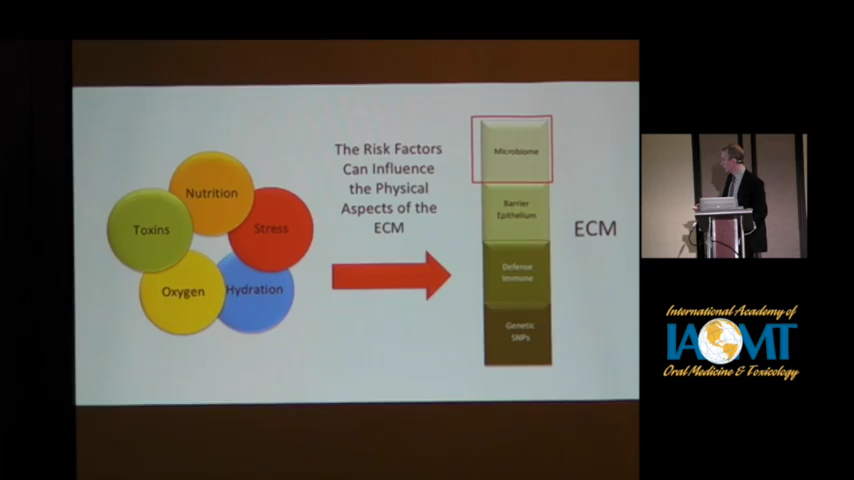 Nutrition
Toxins
Stress
Oxygen
Hydration
The Risk Factors
Can Influence
the Physical
Aspects of the
ECM
Microbiome
Barrier
Epithelium
Defense
Immune
Genetic
SNPs
ECM
International Academy of
IAOMT
Oral Medicine & Toxicology